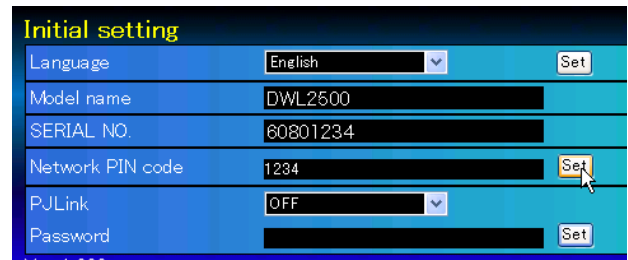 Initial setting
Language English Set
Model name DWL2500
SERIAL NO. 60801234
Network PIN code 1234 Set
PJLink OFF
Password Set